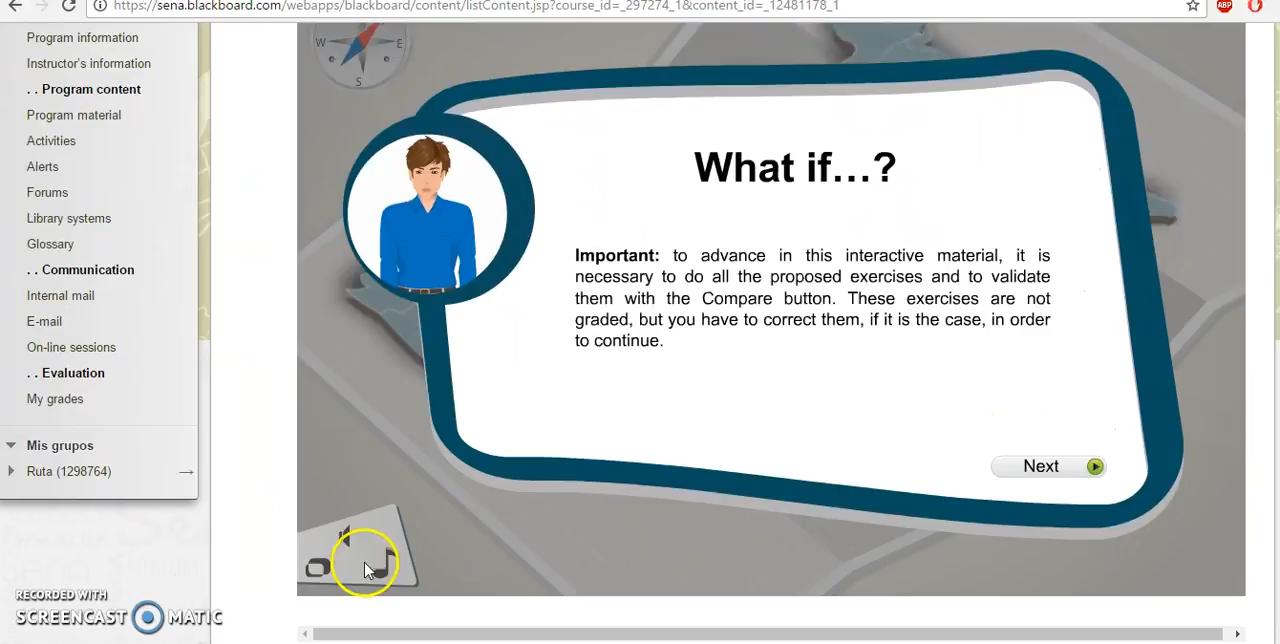 https://sena.blackboard.com/webapps/blackboard/content/listContent.jsp?course_id=_297274_1&content_id=_12481178_1
ABP
Program information
Instructor's information
. . Program content
Program material
Activities
Alerts
Forums
Library systems
Glossary
. . Communication
Internal mail
E-mail
On-line sessions
. . Evaluation
My grades
Mis grupos
Ruta (1298764)
W E
S
What if…?
Important: to advance in this interactive material, it is
necessary to do all the proposed exercises and to validate
them with the Compare button. These exercises are not
graded, but you have to correct them, if it is the case, in order
to continue.
Next
RECORDED WITH
SCREENCAST MATIC